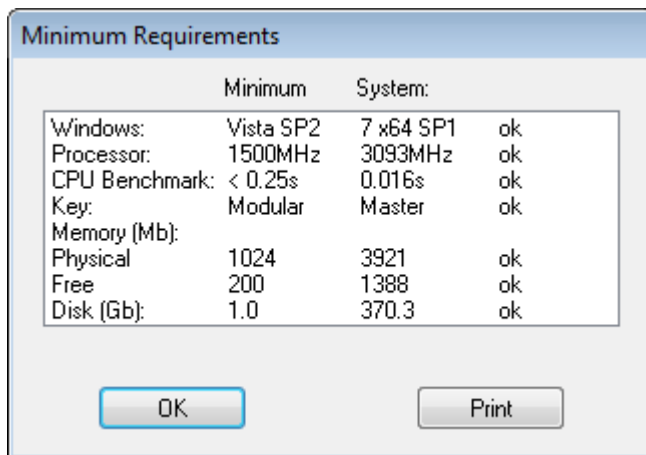 Minimum Requirements
Minimum System:
Windows: Vista SP2 7 x64 SP1 ok
Processor: 1500MHz 3093MHz ok
CPU Benchmark: < 0.25s 0.016s ok
Key: Modular Master ok
Memory (Mb):
Physical 1024 3921 ok
Free 200 1388 ok
Disk (Gb): 1.0 370.3 ok
OK Print